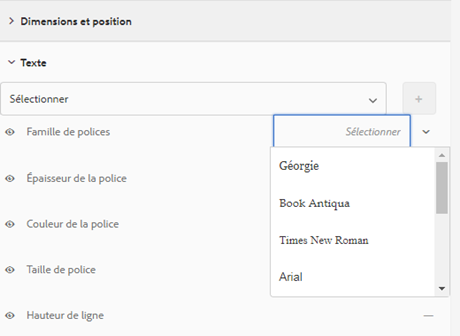 Dimensions et position
Texte
Sélectionner
Famille de polices
Sélectionner
Géorgie
Épaisseur de la police
Book Antiqua
Couleur de la police
Times New Roman
Taille de police
Arial
Hauteur de ligne